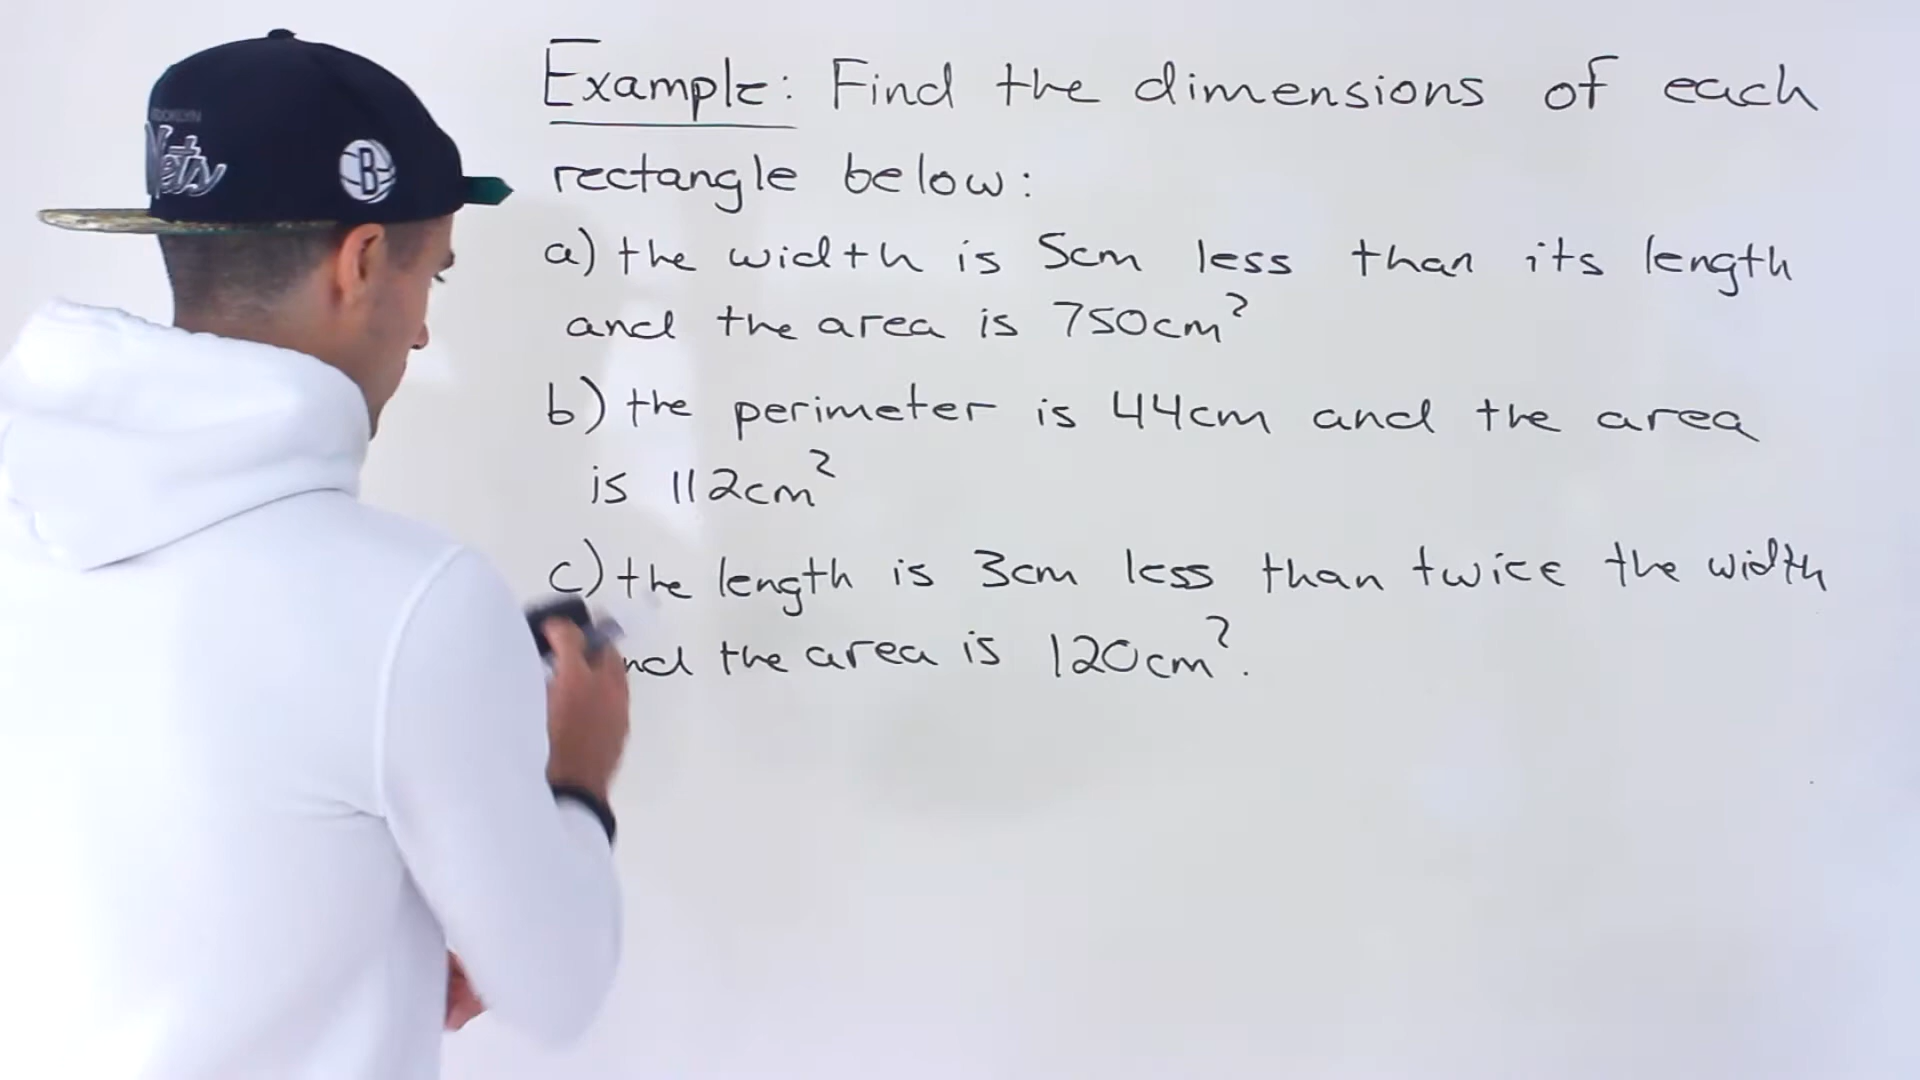 Example: Find the dimensions of each
rectangle below:
a) the width is 5cm less than its length
and the area is 750cm²
b) the perimeter is 44cm and the area
is 112cm²
c) the length is 3cm less than twice the width
the area is 120cm².
Nets
B